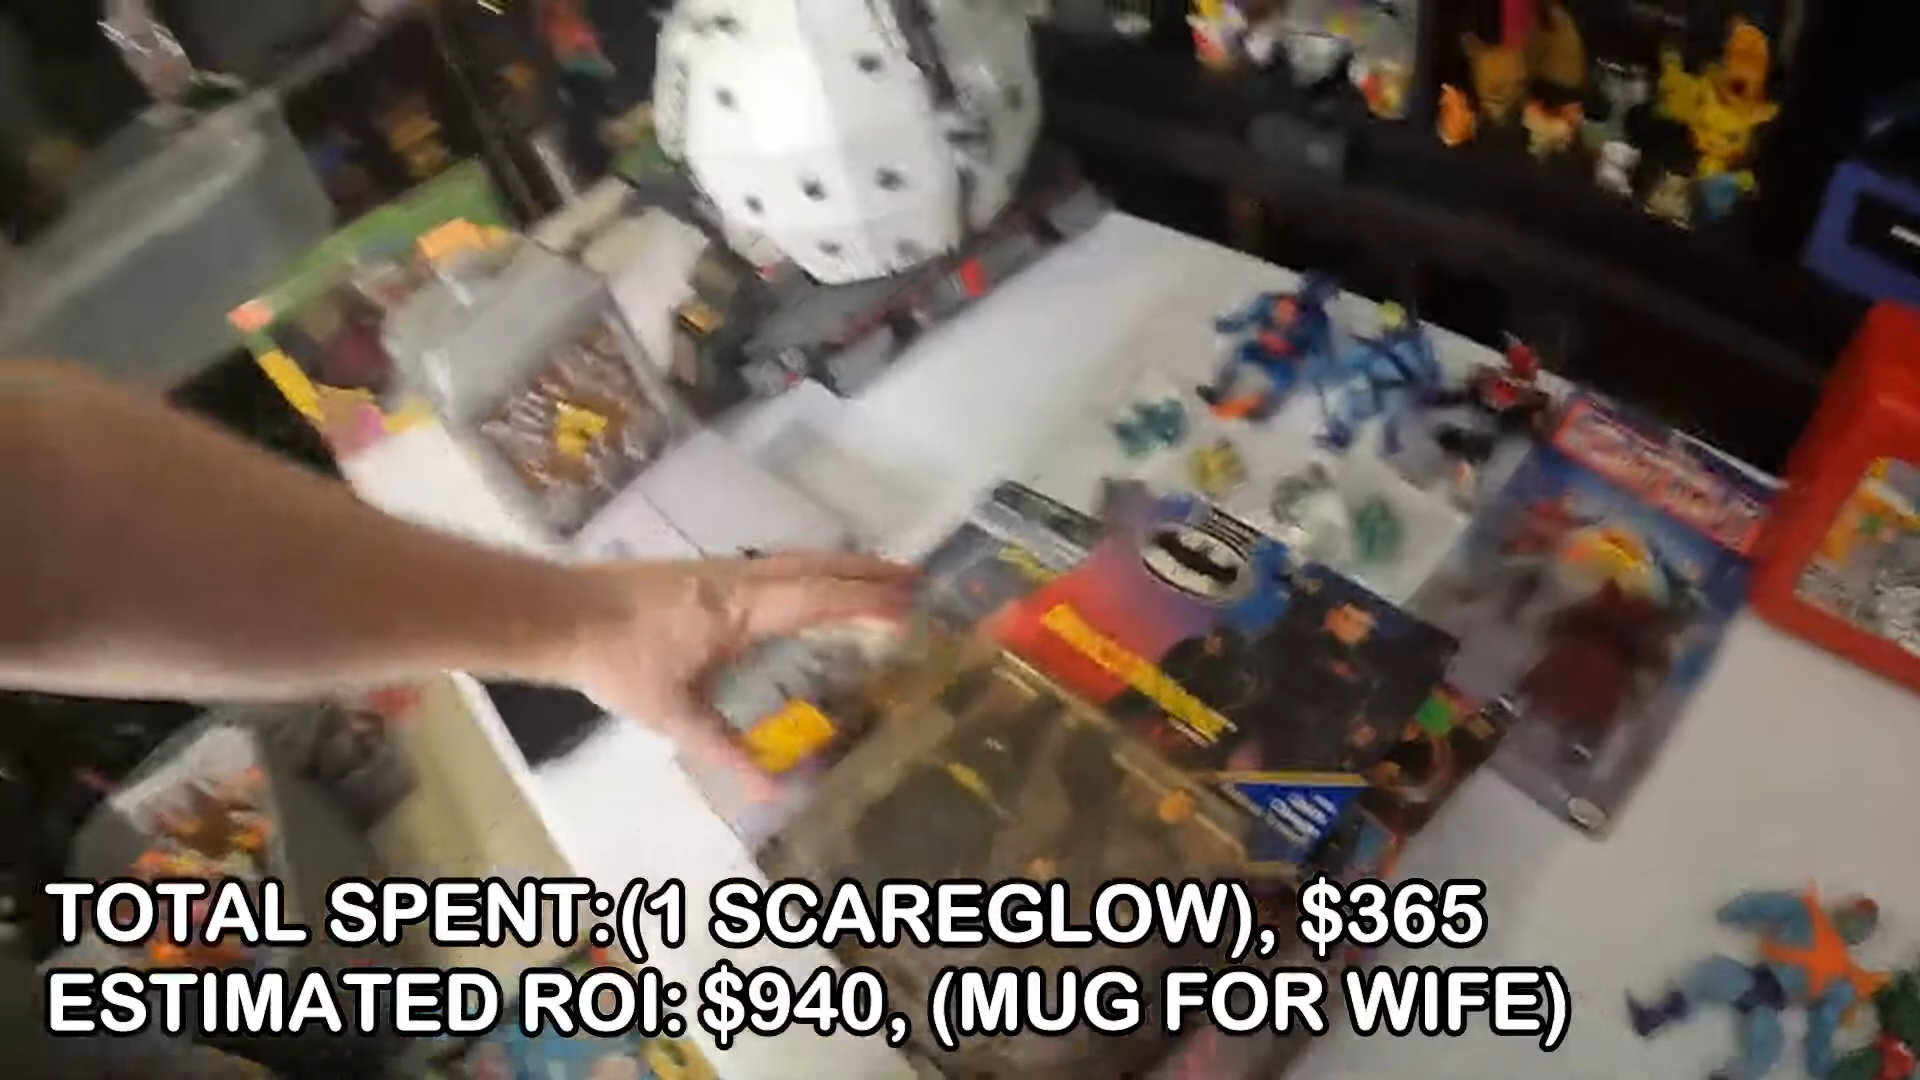 TOTAL SPENT:(1 SCAREGLOW), $365
ESTIMATED ROI: $940, (MUG FOR WIFE)